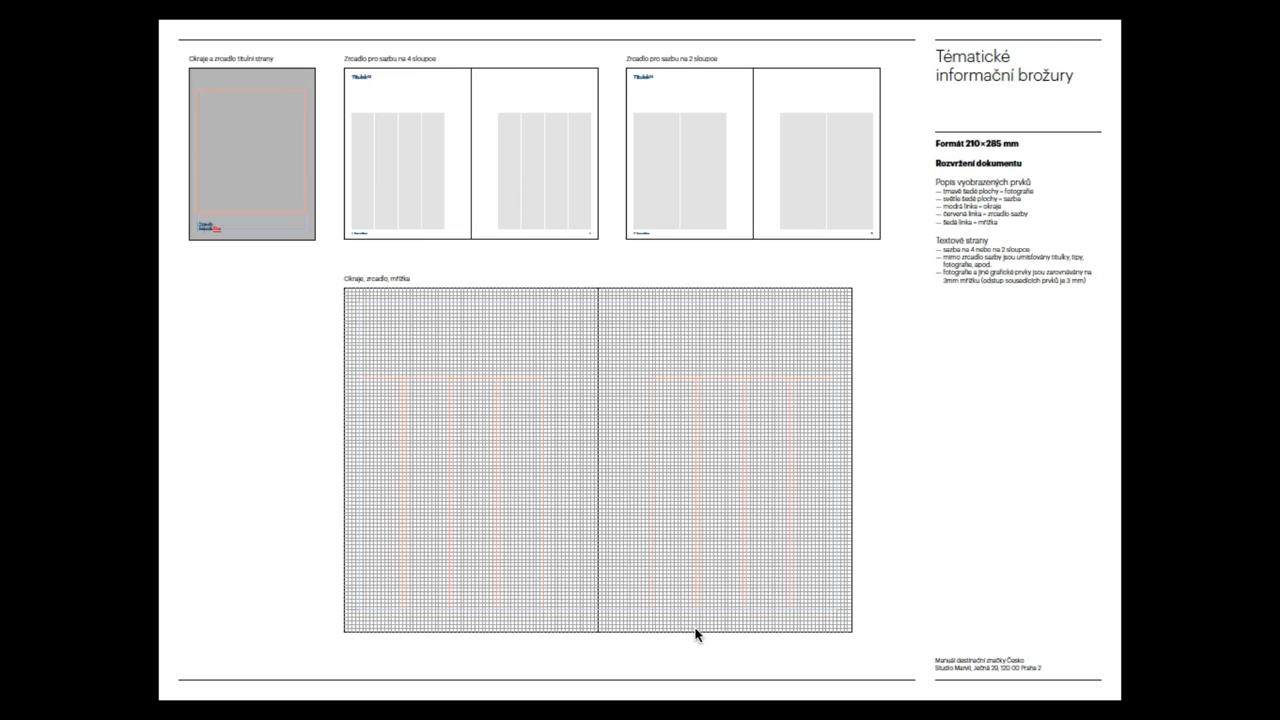 Okraje a zrcadlo titulní strany
Zrcadlo pro sazbu na 4 sloupce
Zrcadlo pro sazbu na 2 sloupce
Titulek
Titulek
Okraje, zrcadlo, mřížka
Tématické
informační brožury
Formát 210×285 mm
Rozvržení dokumentu
Popis vyobrazených prvků
— tmavě šedé plochy = fotografie
— světle šedé plochy = sazba
— modrá linka = okraje
— červená linka = zrcadlo sazby
— šedá linka = mřížka
Textové strany
— sazba na 4 nebo na 2 sloupce
— mimo zrcadlo sazby jsou umisťovány titulky, tipy,
fotografie, apod.
— fotografie a jiné grafické prvky jsou zarovnávány na
3mm mřížku (odstup sousedících prvků je 3 mm)
Manuál destinační značky Česko
Studio Marvil, Ječná 29, 120 00 Praha 2